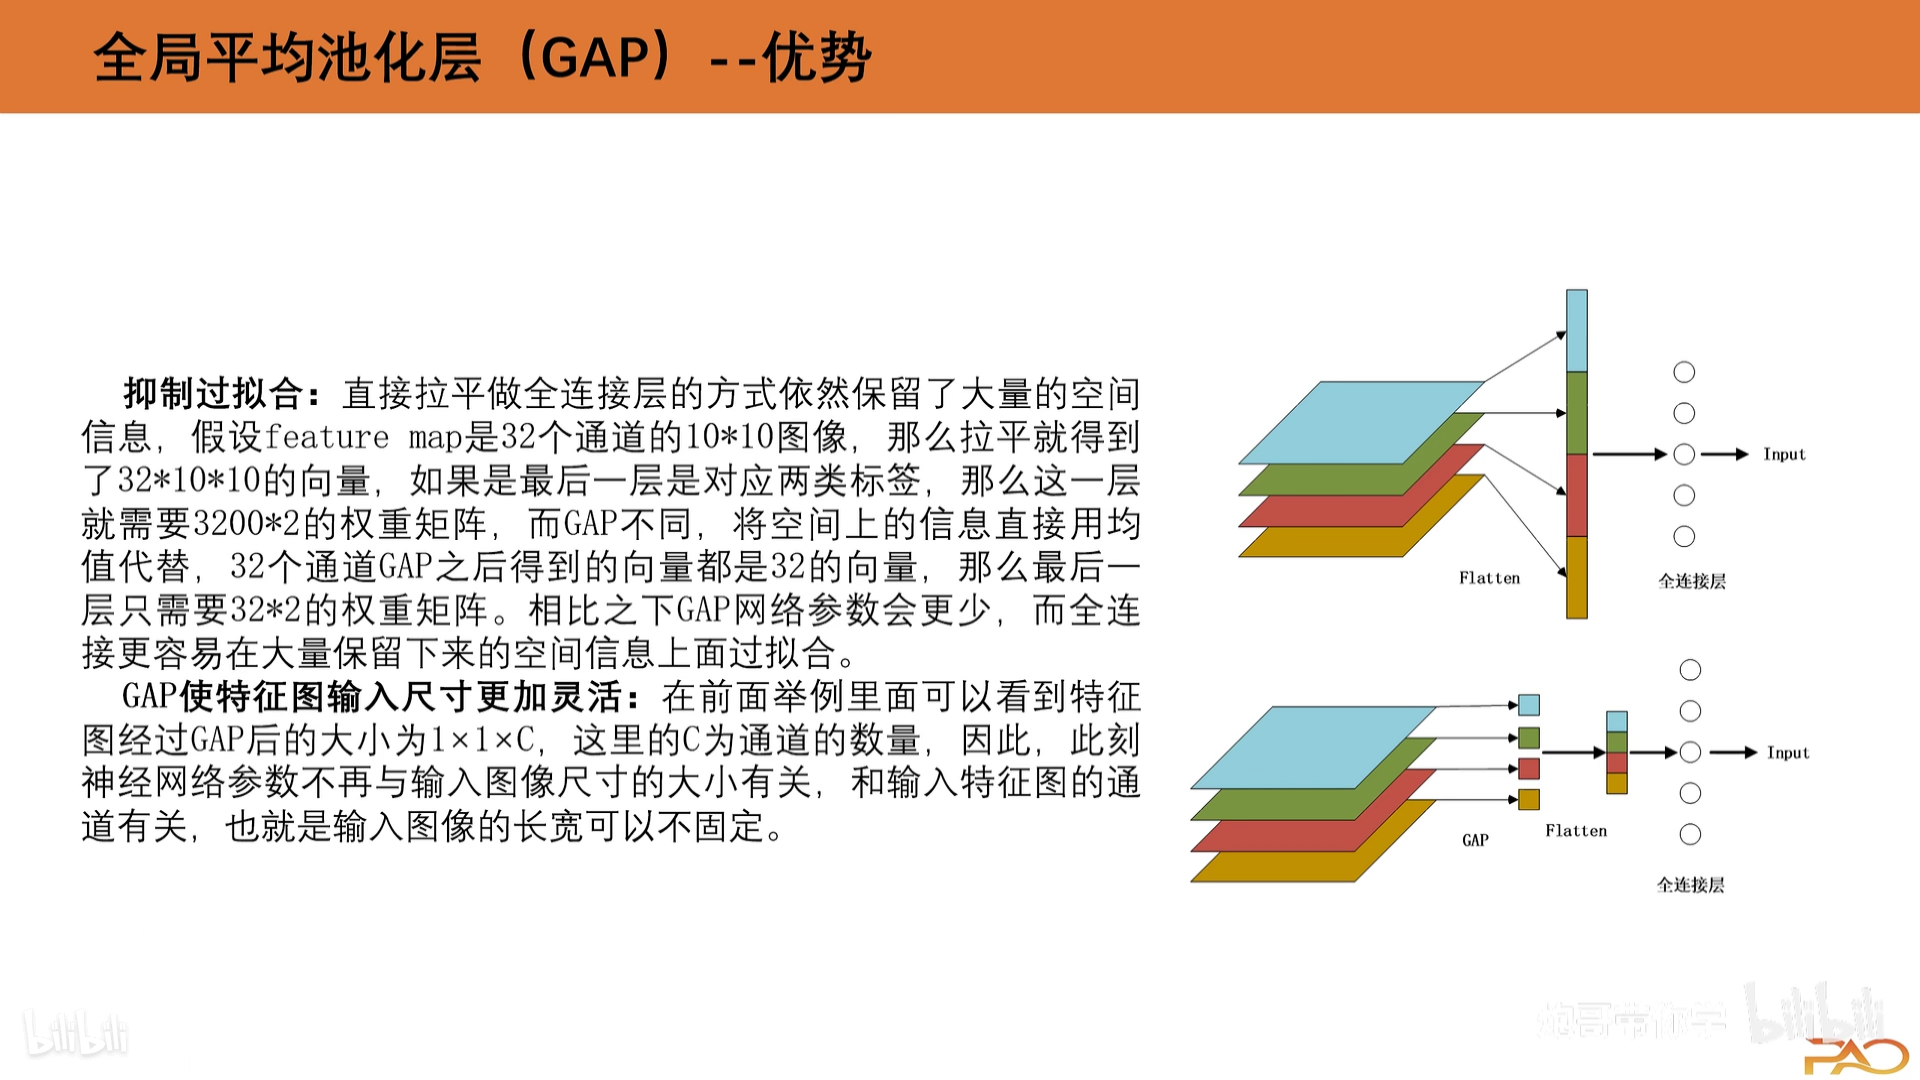 全局平均池化层（GAP）--优势
抑制过拟合：直接拉平做全连接层的方式依然保留了大量的空间
信息，假设feature map是32个通道的10*10图像，那么拉平就得到
了32*10*10的向量，如果是最后一层是对应两类标签，那么这一层
就需要3200*2的权重矩阵，而GAP不同，将空间上的信息直接用均
值代替，32个通道GAP之后得到的向量都是32的向量，那么最后一
层只需要32*2的权重矩阵。相比之下GAP网络参数会更少，而全连
接更容易在大量保留下来的空间信息上面过拟合。
GAP使特征图输入尺寸更加灵活：在前面举例里面可以看到特征
图经过GAP后的大小为1×1×C，这里的C为通道的数量，因此，此刻
神经网络参数不再与输入图像尺寸的大小有关，和输入特征图的通
道有关，也就是输入图像的长宽可以不固定。
Input
Flatten
全连接层
Input
Flatten
GAP
全连接层
bilibili
炮哥带你学
bilibili
PAO